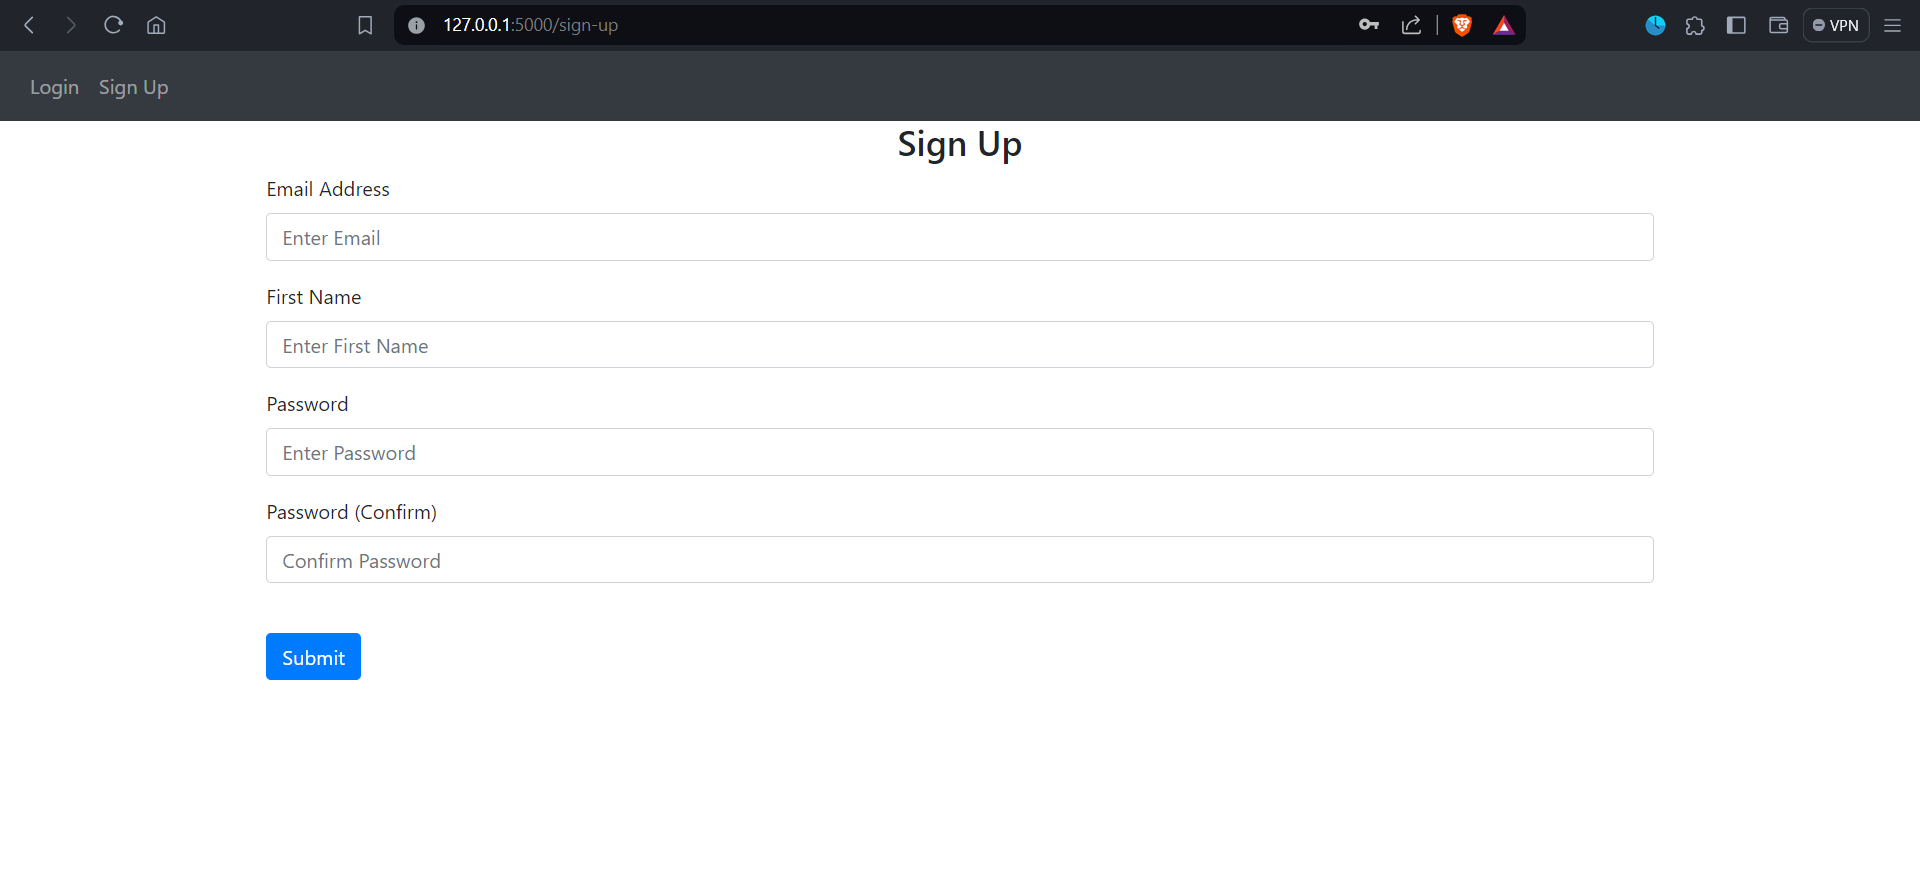 127.0.0.1:5000/sign-up
VPN
Login Sign Up
Sign Up
Email Address
Enter Email
First Name
Enter First Name
Password
Enter Password
Password (Confirm)
Confirm Password
Submit